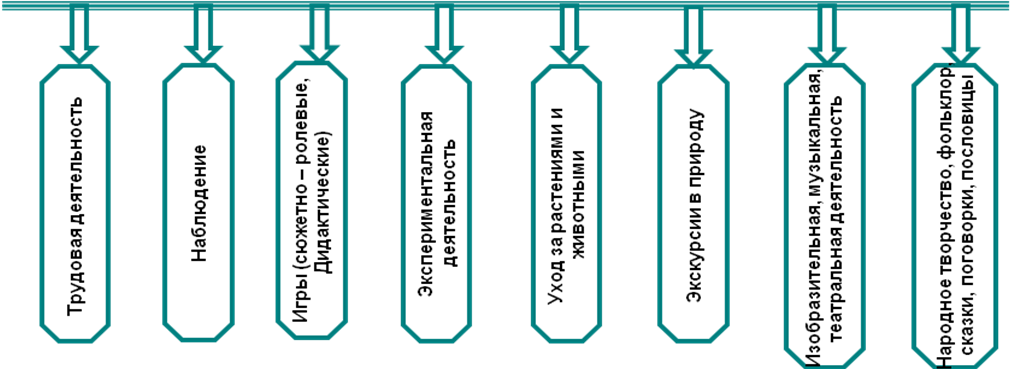 Трудовая деятельность
Наблюдение
Игры (сюжетно – ролевые,
Дидактические)
Экспериментальная
деятельность
Уход за растениями и
животными
Экскурсии в природу
Изобразительная, музыкальная,
театральная деятельность
Народное творчество, фольклор,
сказки, поговорки, пословицы